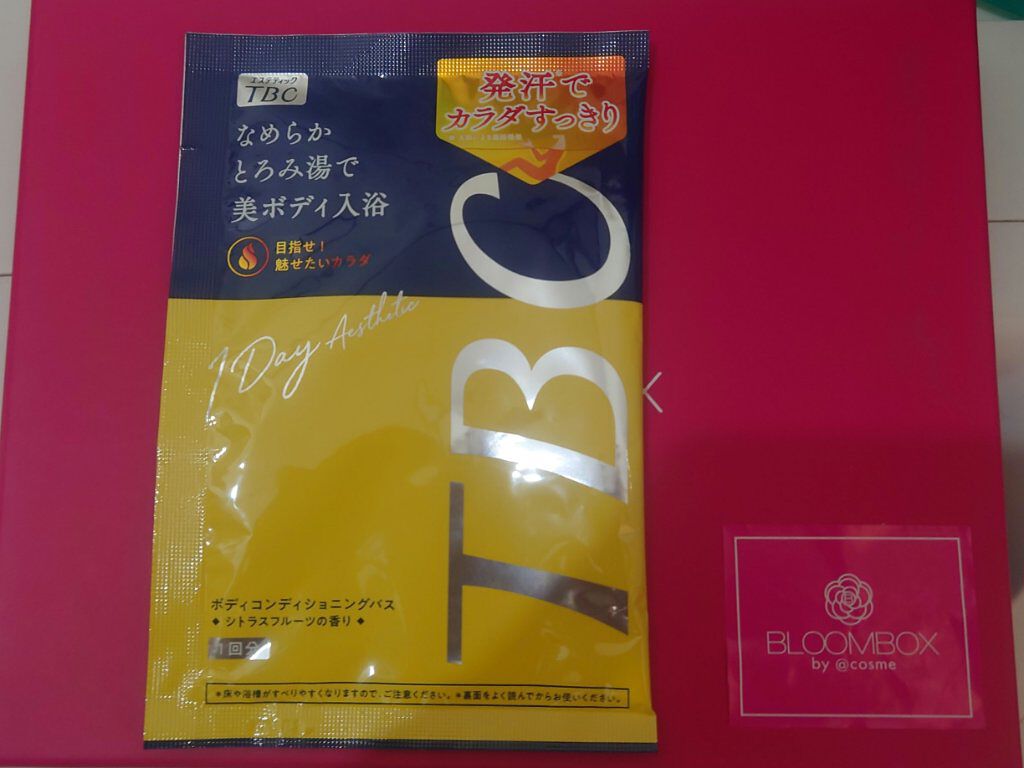 エステティック
TBC
発汗で
カラダすっきり
なめらか
とろみ湯で
美ボディ入浴
目指せ!
魅せたいカラダ
1 Day Aesthetic
TBC
ボディコンディショニングバス
◆ シトラスフルーツの香り ◆
1回分
*床や浴槽がすべりやすくなりますので、ご注意ください。*裏面をよく読んでからお使いください。
BLOOMBOX
by @cosme